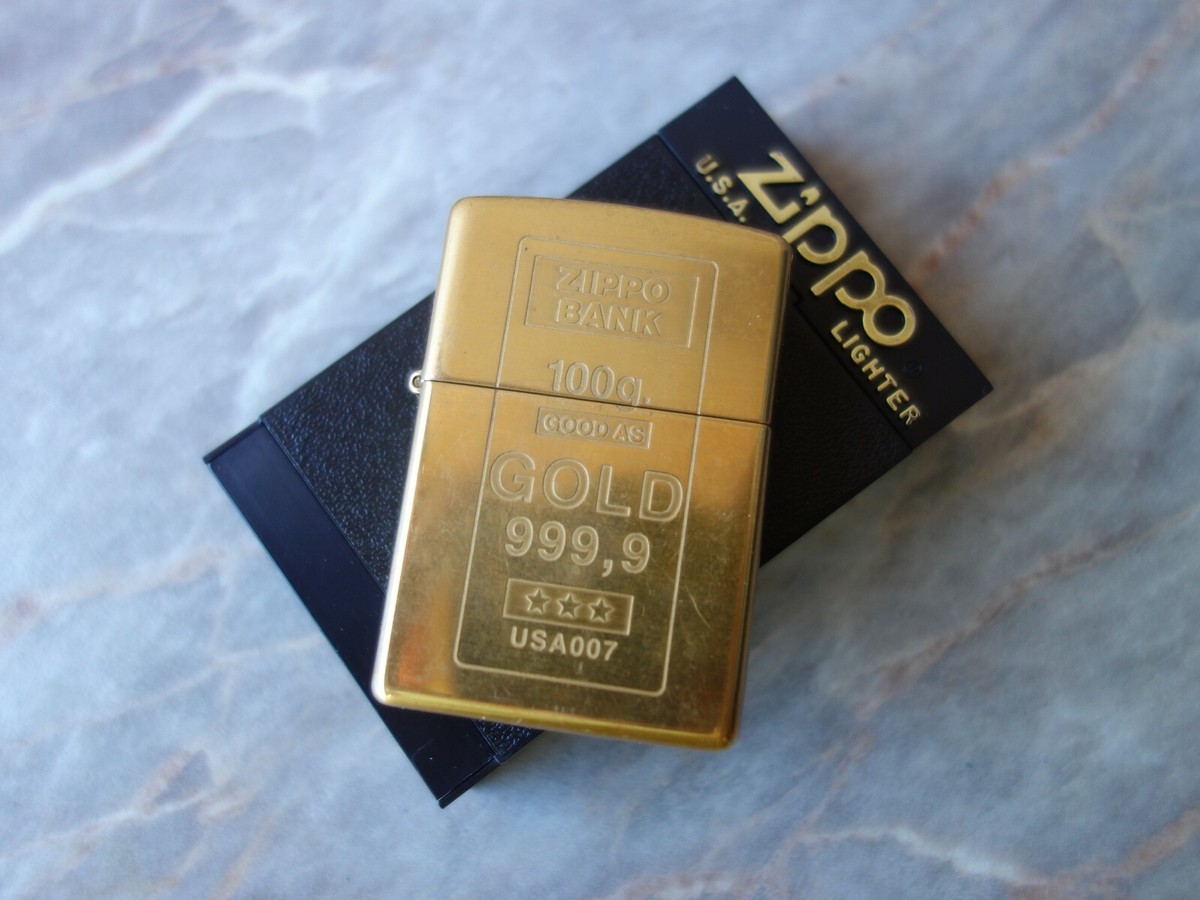 ZIPPO
BANK
100g.
GOOD AS
GOLD
999,9
USA007
Zippo
U.S.A.
LIGHTER